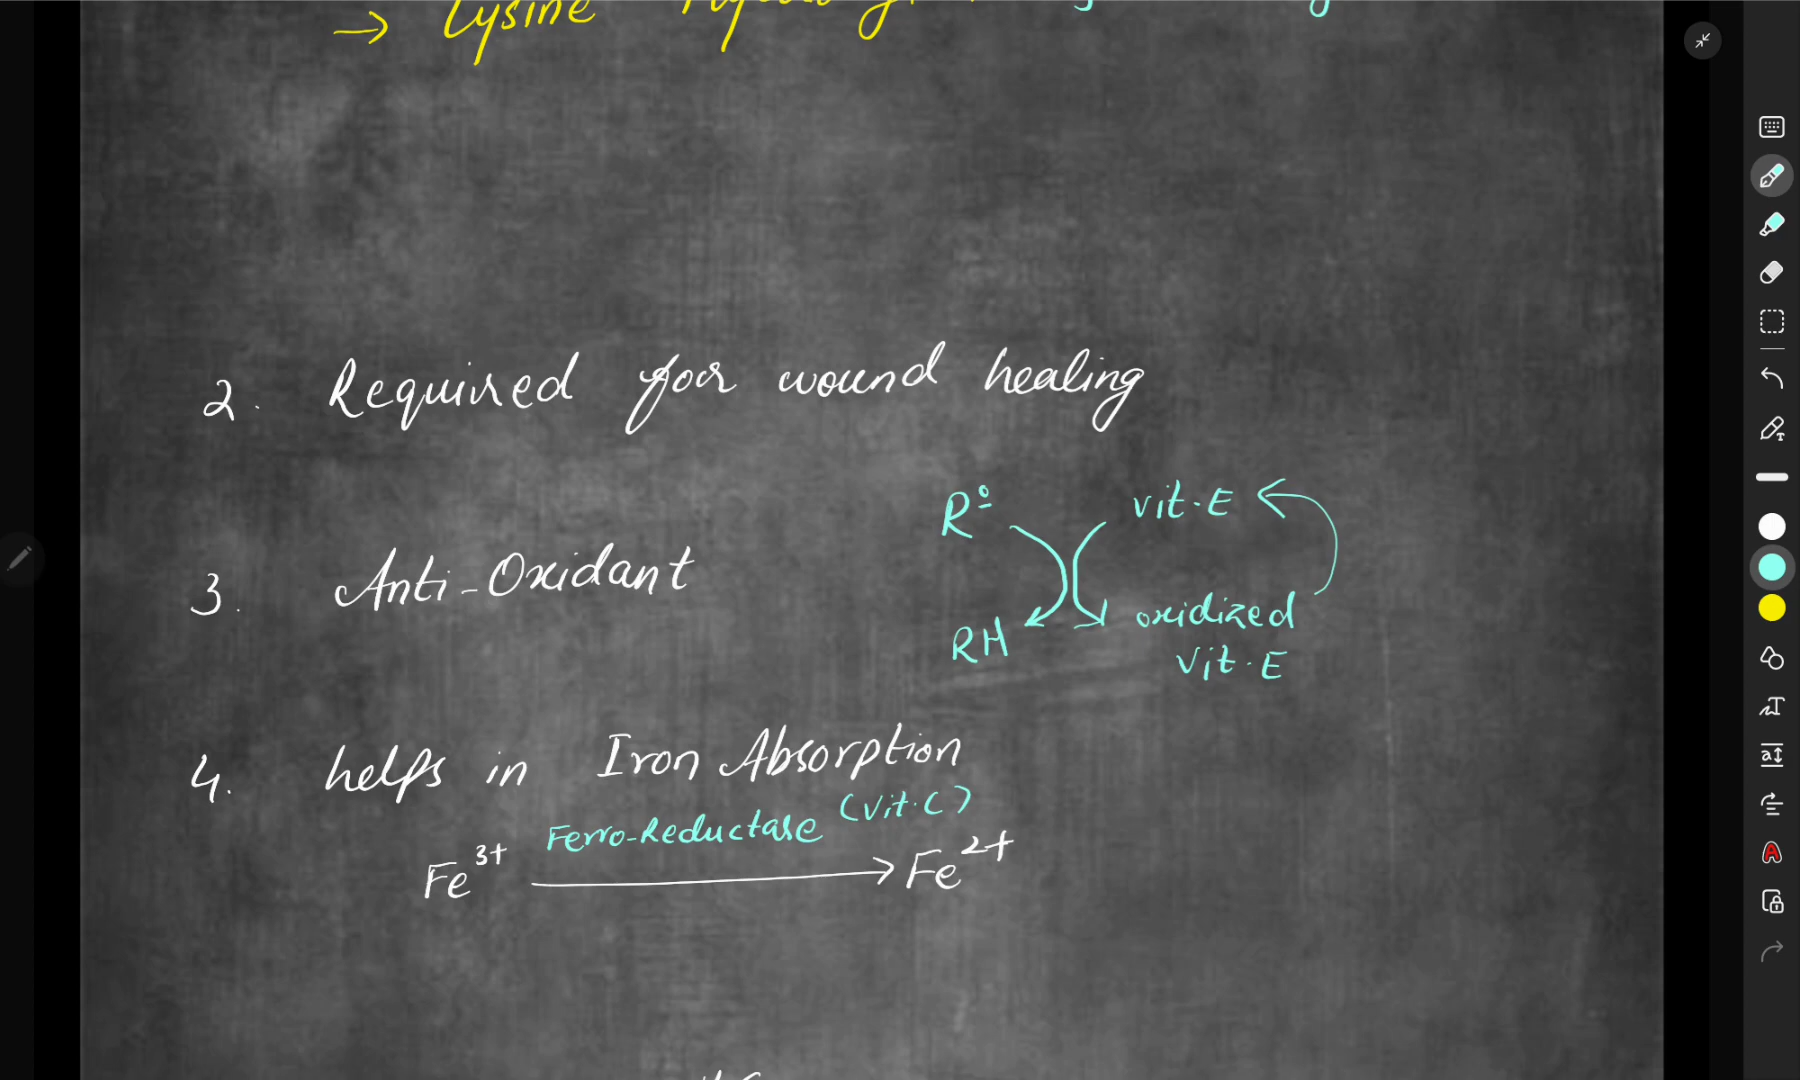 → Lysine
2. Required for wound healing
R° vit.E
3. Anti-Oxidant
RH oxidized
vit.E
4. helps in Iron Absorption
Ferro-Reductase (Vit.C)
Fe³⁺ → Fe²⁺